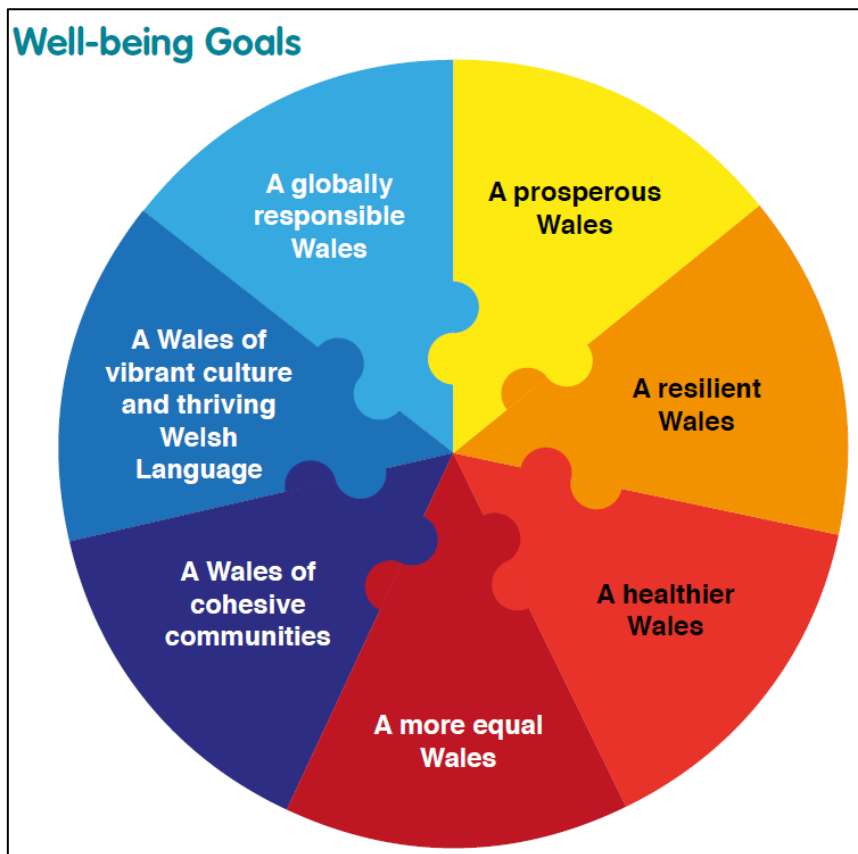 Well-being Goals
A prosperous
Wales
A resilient
Wales
A healthier
Wales
A more equal
Wales
A Wales of
cohesive
communities
A Wales of
vibrant culture
and thriving
Welsh
Language
A globally
responsible
Wales